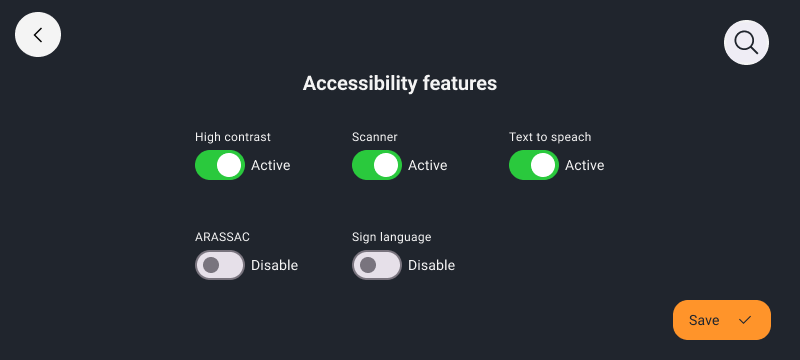 Accessibility features
High contrast
Scanner
Text to speach
Active
Active
Active
ARASSAC
Sign language
Disable
Disable
Save